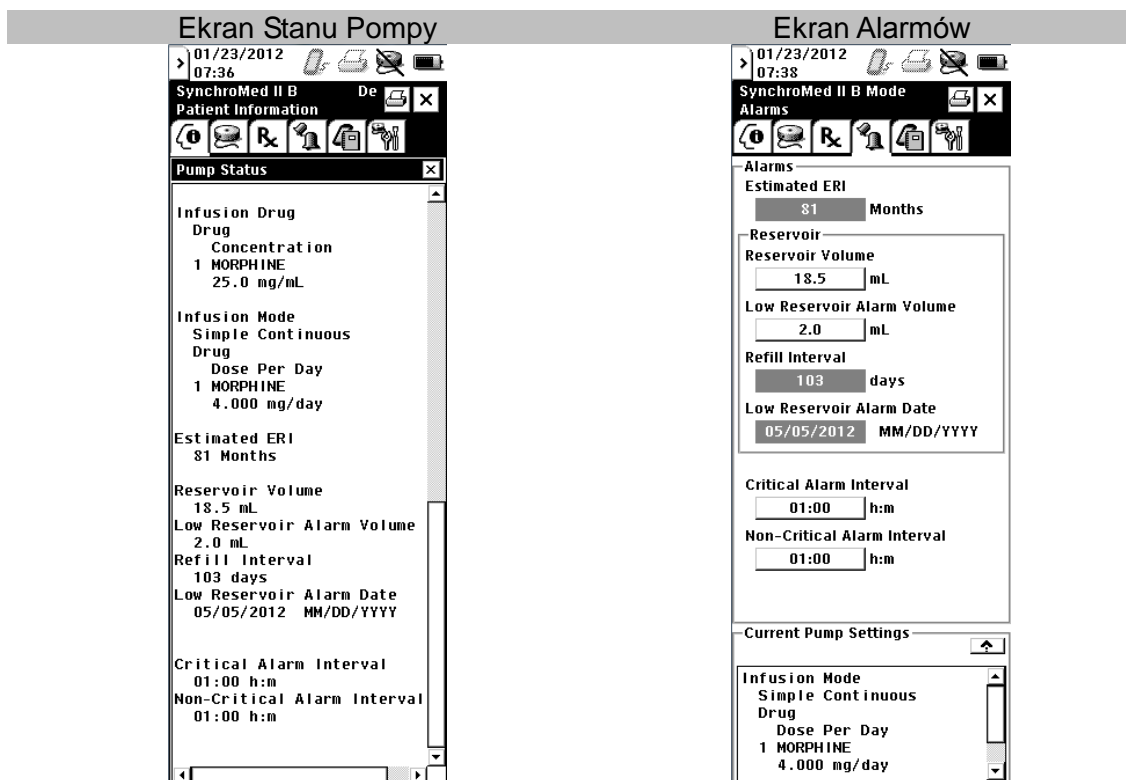 Ekran Stanu Pompy
01/23/2012
07:36
SynchroMed II B De
Patient Information
Pump Status
Infusion Drug
Drug
Concentration
1 MORPHINE
25.0 mg/mL
Infusion Mode
Simple Continuous
Drug
Dose Per Day
1 MORPHINE
4.000 mg/day
Estimated ERI
81 Months
Reservoir Volume
18.5 mL
Low Reservoir Alarm Volume
2.0 mL
Refill Interval
103 days
Low Reservoir Alarm Date
05/05/2012 MM/DD/YYYY
Critical Alarm Interval
01:00 h:m
Non-Critical Alarm Interval
01:00 h:m
Ekran Alarmów
01/23/2012
07:38
SynchroMed II B Mode
Alarms
Alarms
Estimated ERI
81 Months
Reservoir
Reservoir Volume
18.5 mL
Low Reservoir Alarm Volume
2.0 mL
Refill Interval
103 days
Low Reservoir Alarm Date
05/05/2012 MM/DD/YYYY
Critical Alarm Interval
01:00 h:m
Non-Critical Alarm Interval
01:00 h:m
Current Pump Settings
Infusion Mode
Simple Continuous
Drug
Dose Per Day
1 MORPHINE
4.000 mg/day